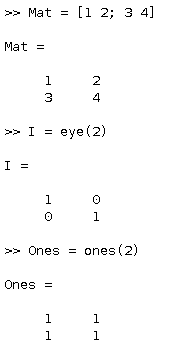 >> Mat = [1 2; 3 4]
Mat =
1 2
3 4
>> I = eye(2)
I =
1 0
0 1
>> Ones = ones(2)
Ones =
1 1
1 1